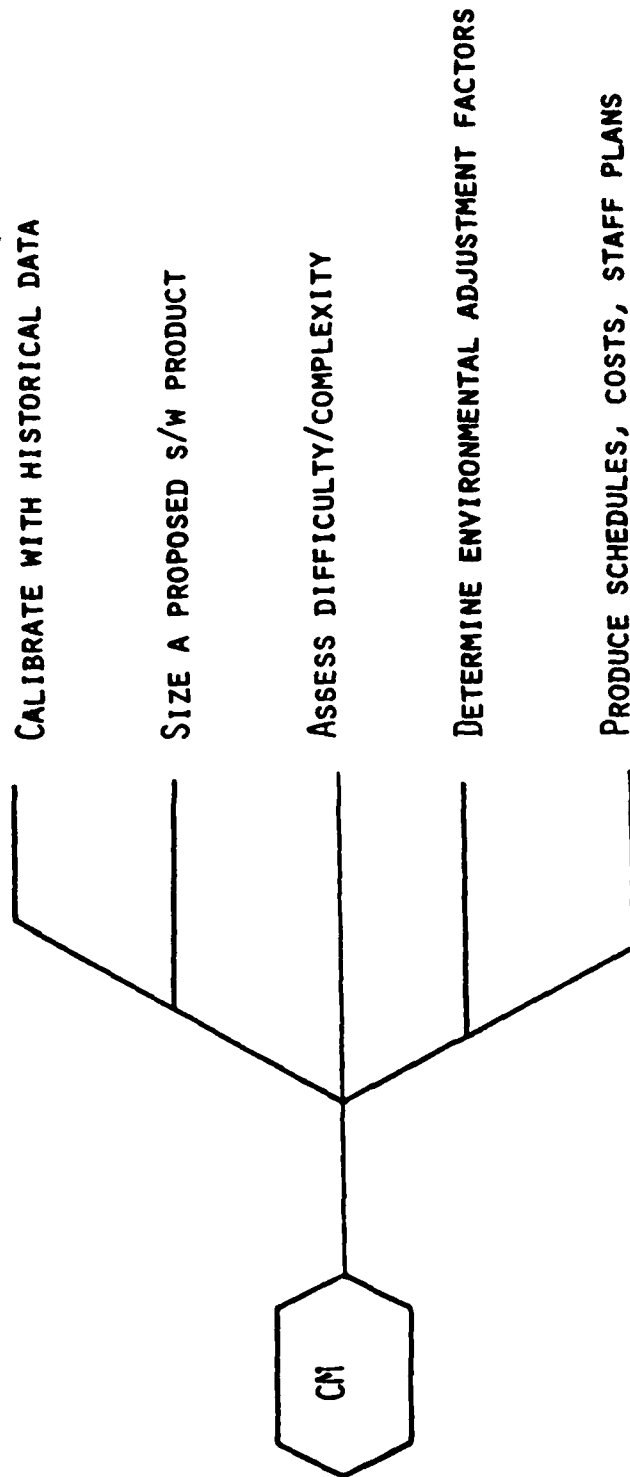 CALIBRATE WITH HISTORICAL DATA
SIZE A PROPOSED S/W PRODUCT
CM
ASSESS DIFFICULTY/COMPLEXITY
DETERMINE ENVIRONMENTAL ADJUSTMENT FACTORS
PRODUCE SCHEDULES, COSTS, STAFF PLANS